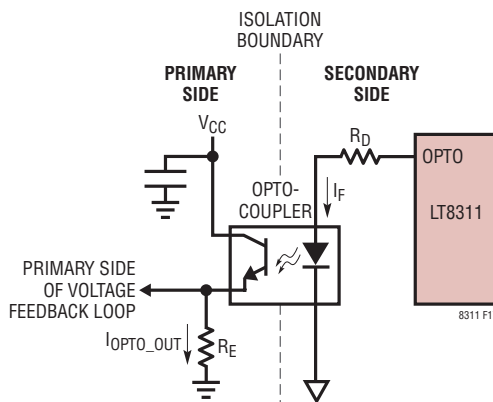 ISOLATION
BOUNDARY
PRIMARY
SIDE
SECONDARY
SIDE
VCC
RD
OPTO
OPTO-
COUPLER
IF
LT8311
PRIMARY SIDE
OF VOLTAGE
FEEDBACK LOOP
8311 F1
IOPTO_OUT
RE